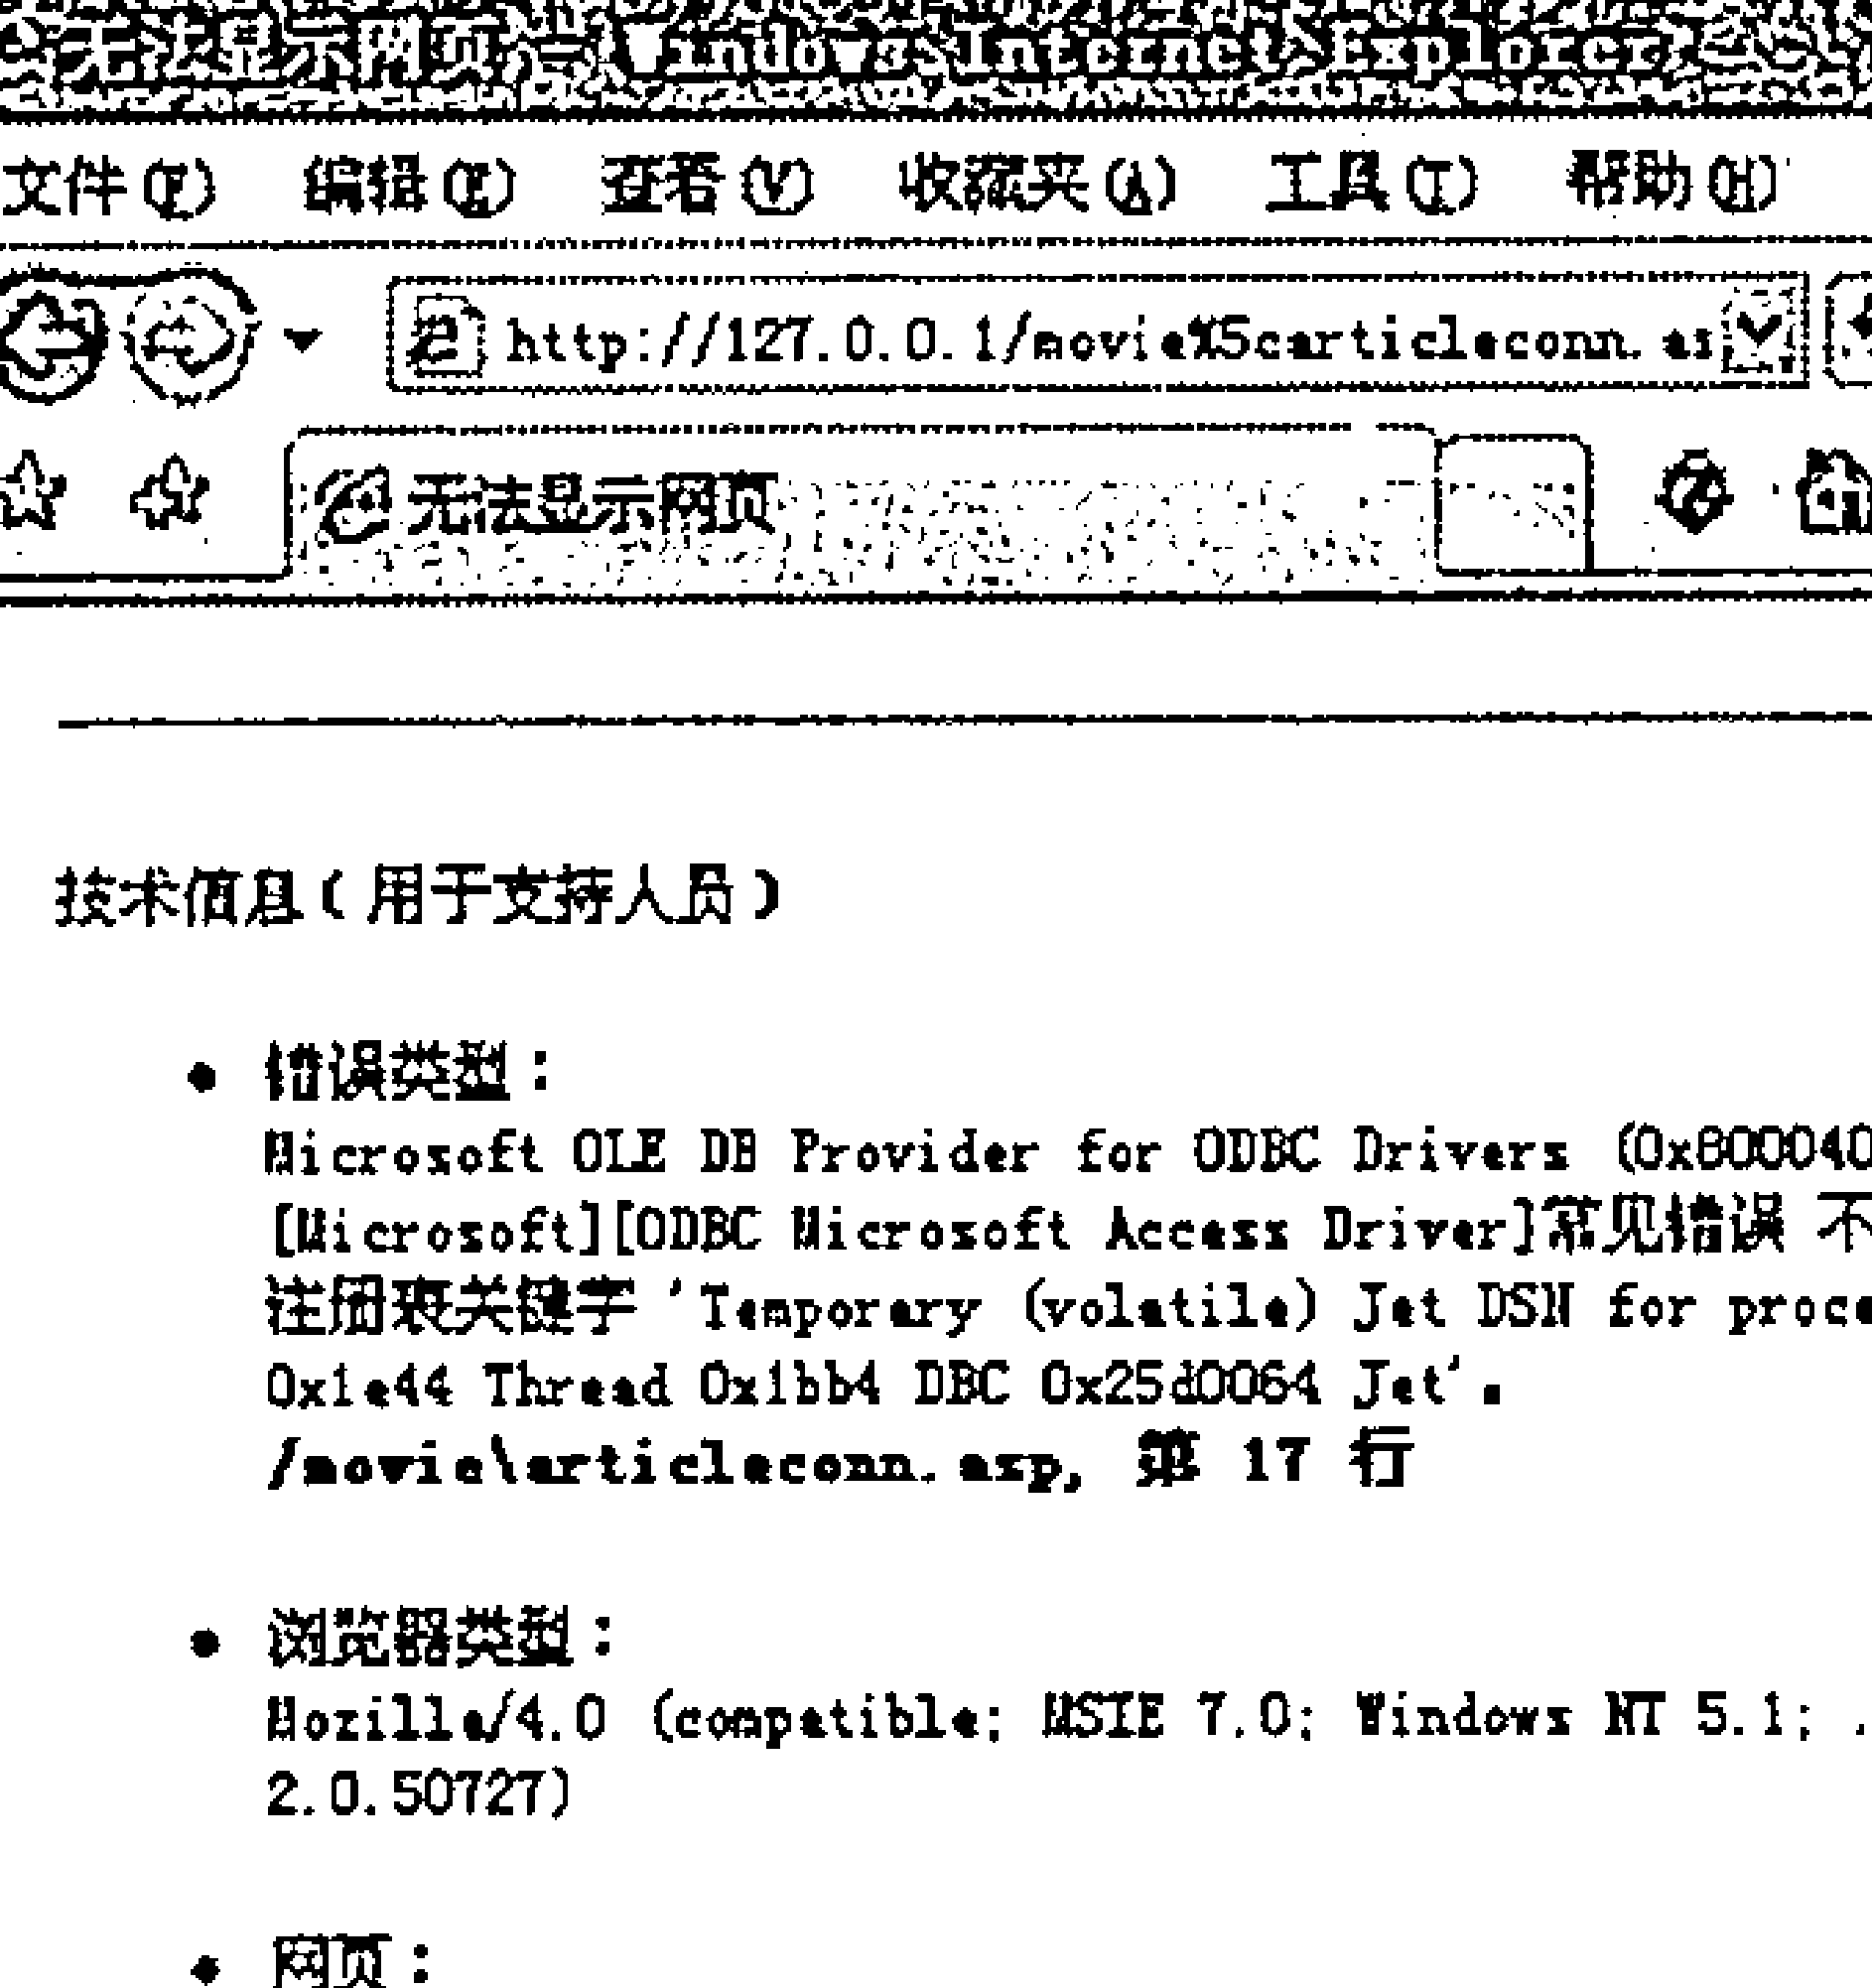 无法显示网页 - Windows Internet Explorer
文件(F) 编辑(E) 查看(V) 收藏夹(A) 工具(T) 帮助(H)
http://127.0.0.1/movie%5carticleconn.as
无法显示网页
技术信息(用于支持人员)
错误类型:
Microsoft OLE DB Provider for ODBC Drivers (0x800040
[Microsoft][ODBC Microsoft Access Driver]常见错误 不
注册表关键字 'Temporary (volatile) Jet DSN for proce
0x1e44 Thread 0x1bb4 DBC 0x25d0064 Jet'。
/movie\articleconn.asp, 第 17 行
浏览器类型:
Mozilla/4.0 (compatible; MSIE 7.0; Windows NT 5.1; .
2.0.50727)
网页: